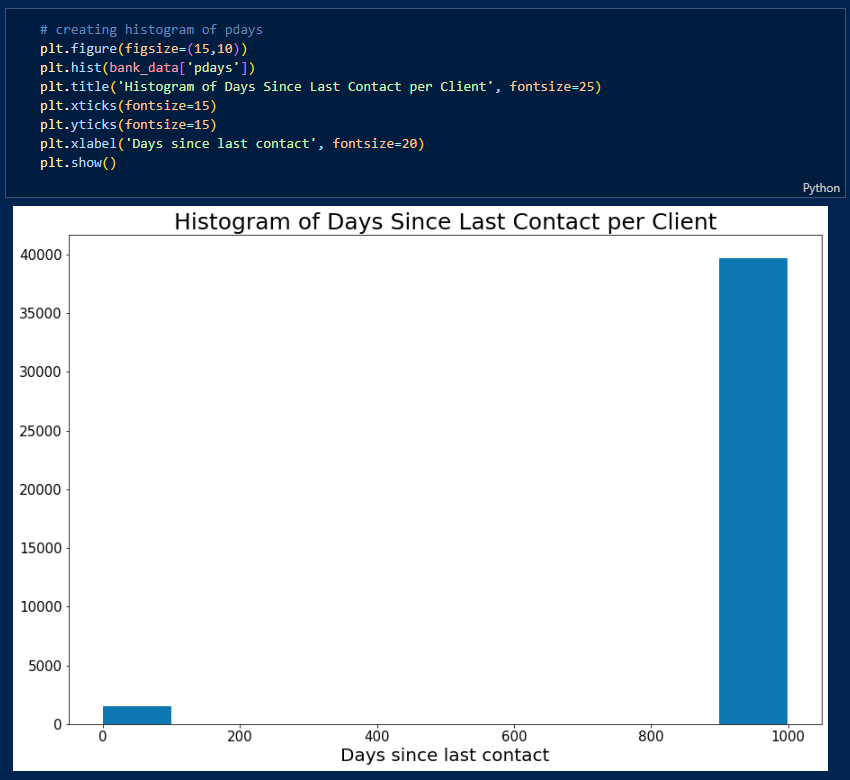 # creating histogram of pdays
plt.figure(figsize=(15,10))
plt.hist(bank_data['pdays'])
plt.title('Histogram of Days Since Last Contact per Client', fontsize=25)
plt.xticks(fontsize=15)
plt.yticks(fontsize=15)
plt.xlabel('Days since last contact', fontsize=20)
plt.show()
Python
Histogram of Days Since Last Contact per Client
40000
35000
30000
25000
20000
15000
10000
5000
0
0 200 400 600 800 1000
Days since last contact